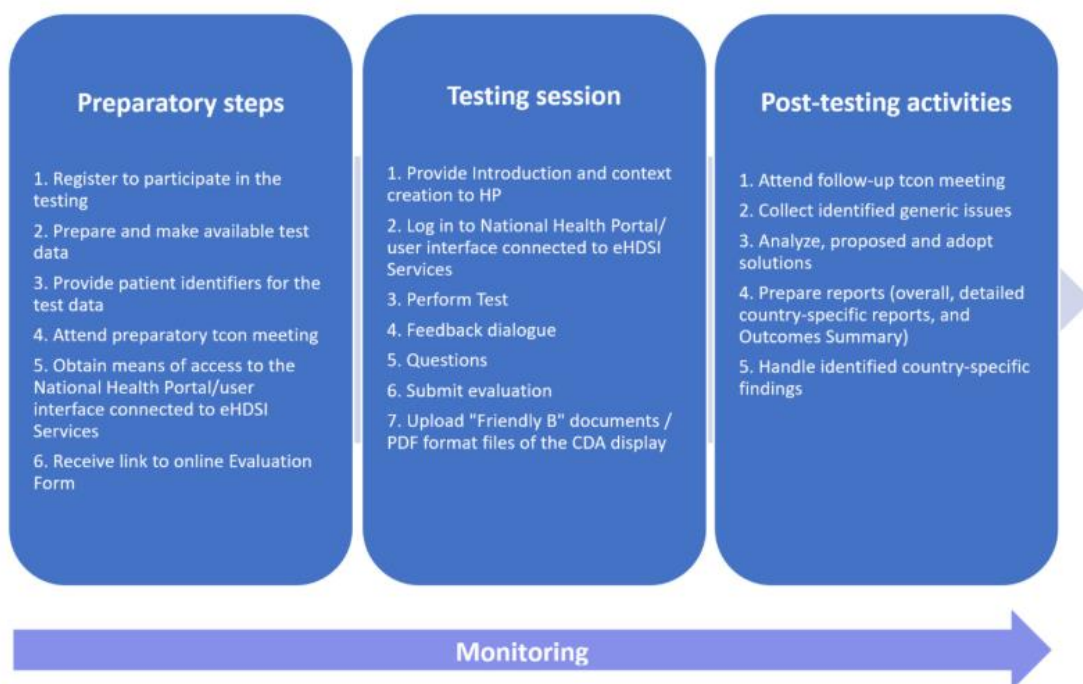 Preparatory steps
1. Register to participate in the
testing
2. Prepare and make available test
data
3. Provide patient identifiers for the
test data
4. Attend preparatory tcon meeting
5. Obtain means of access to the
National Health Portal/user
interface connected to eHDSI
Services
6. Receive link to online Evaluation
Form
Testing session
1. Provide Introduction and context
creation to HP
2. Log in to National Health Portal/
user interface connected to eHDSI
Services
3. Perform Test
4. Feedback dialogue
5. Questions
6. Submit evaluation
7. Upload "Friendly B" documents /
PDF format files of the CDA display
Post-testing activities
1. Attend follow-up tcon meeting
2. Collect identified generic issues
3. Analyze, proposed and adopt
solutions
4. Prepare reports (overall, detailed
country-specific reports, and
Outcomes Summary)
5. Handle identified country-specific
findings
Monitoring